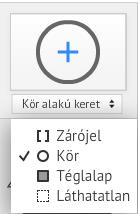 Kör alakú keret
Zárójel
Kör
Téglalap
Láthatatlan